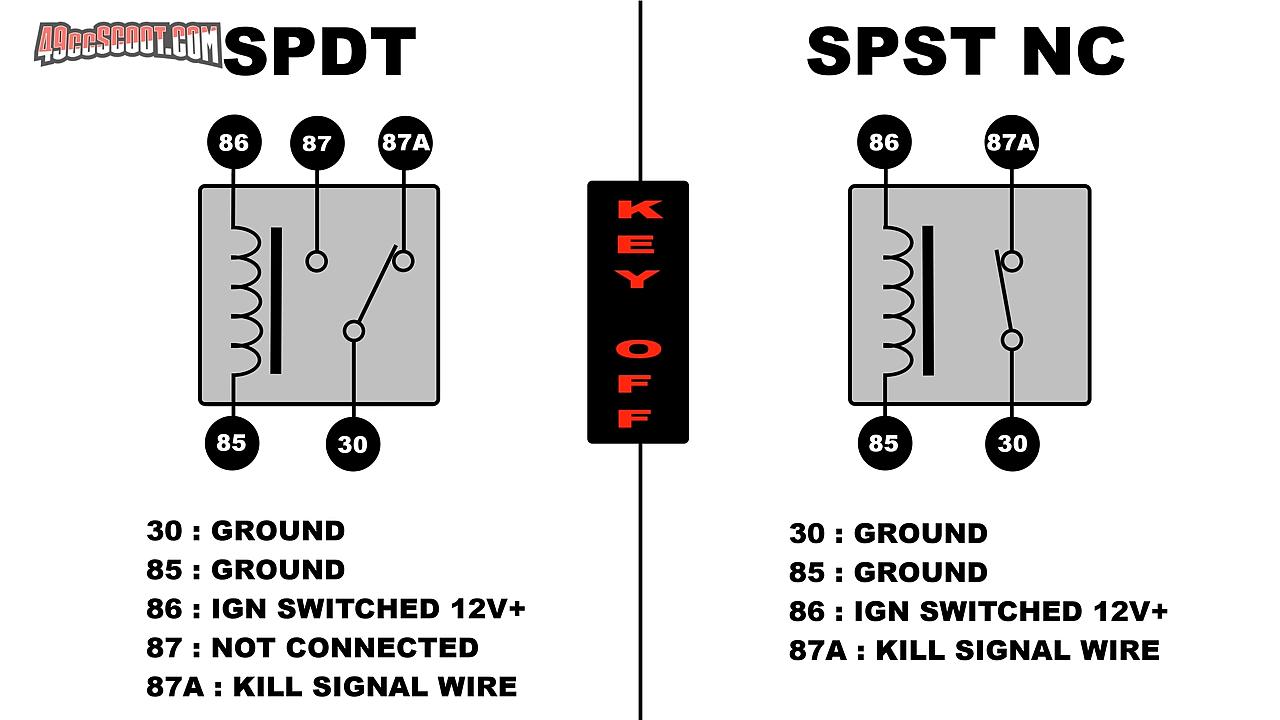 49ccSCOOT.COM
SPDT
86 87 87A
85 30
30 : GROUND
85 : GROUND
86 : IGN SWITCHED 12V+
87 : NOT CONNECTED
87A : KILL SIGNAL WIRE
KEY OFF
SPST NC
86 87A
85 30
30 : GROUND
85 : GROUND
86 : IGN SWITCHED 12V+
87A : KILL SIGNAL WIRE